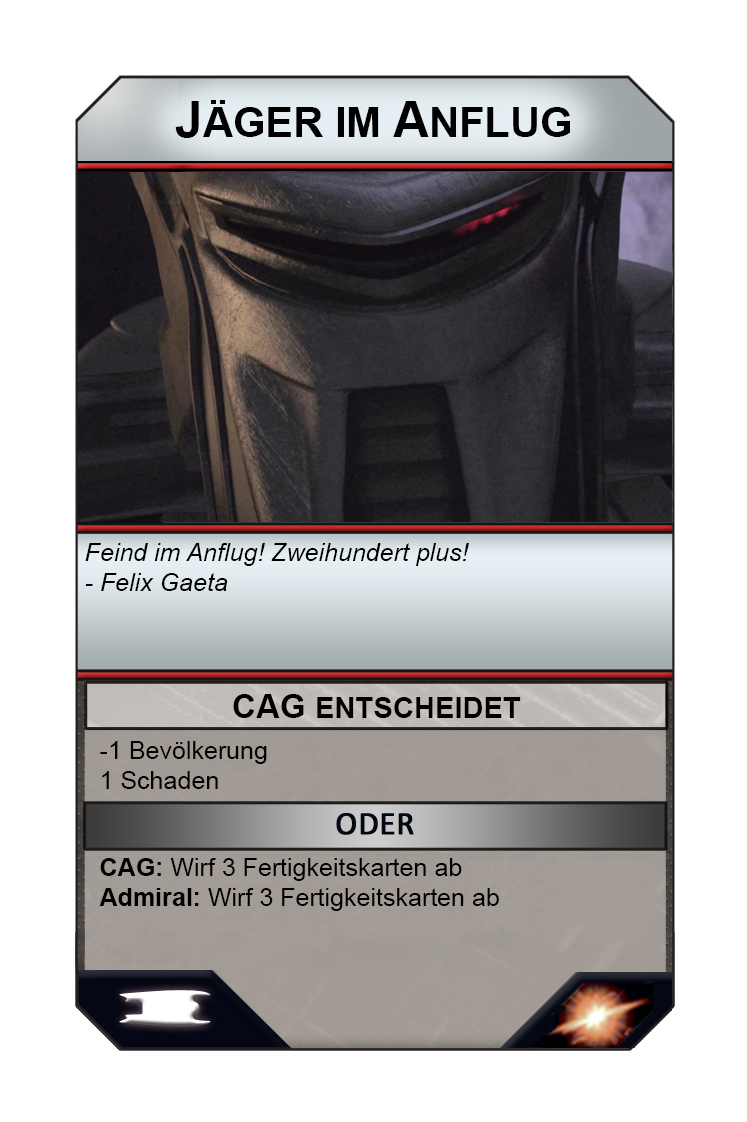 JÄGER IM ANFLUG
Feind im Anflug! Zweihundert plus!
- Felix Gaeta
CAG ENTSCHEIDET
-1 Bevölkerung
1 Schaden
ODER
CAG: Wirf 3 Fertigkeitskarten ab
Admiral: Wirf 3 Fertigkeitskarten ab